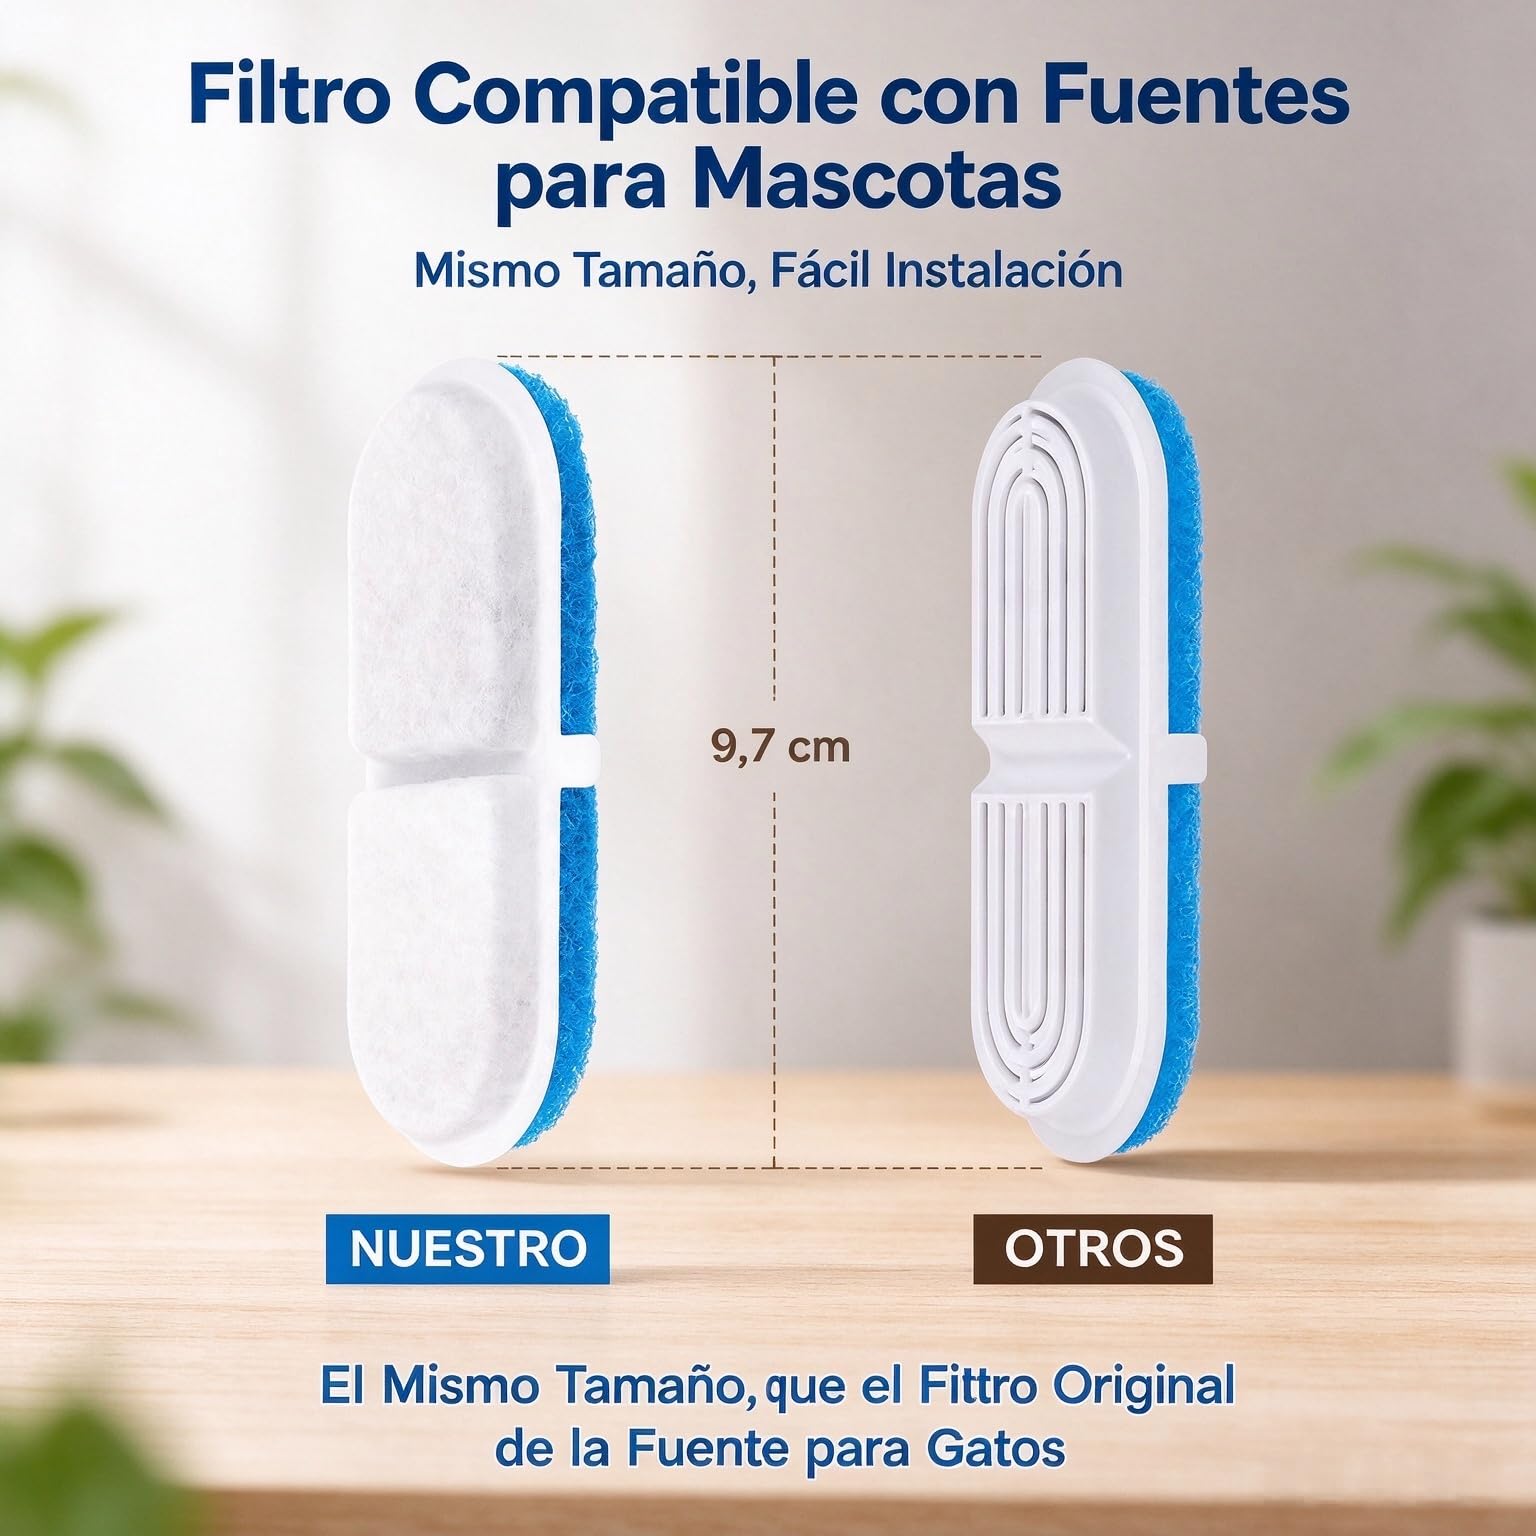 Filtro Compatible con Fuentes
para Mascotas
Mismo Tamaño, Fácil Instalación
9,7 cm
NUESTRO
OTROS
El Mismo Tamaño, que el Fittro Original
de la Fuente para Gatos